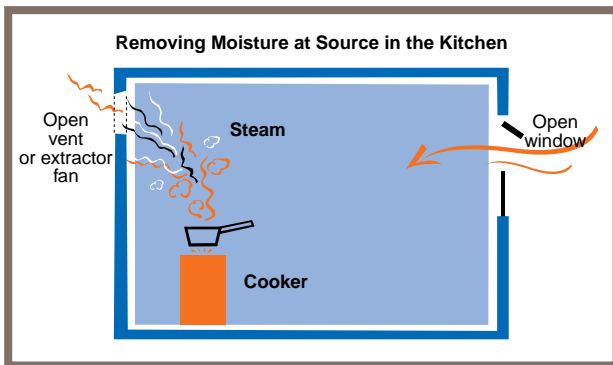 Removing Moisture at Source in the Kitchen
Open
vent
or extractor
fan
Steam
Open
window
Cooker